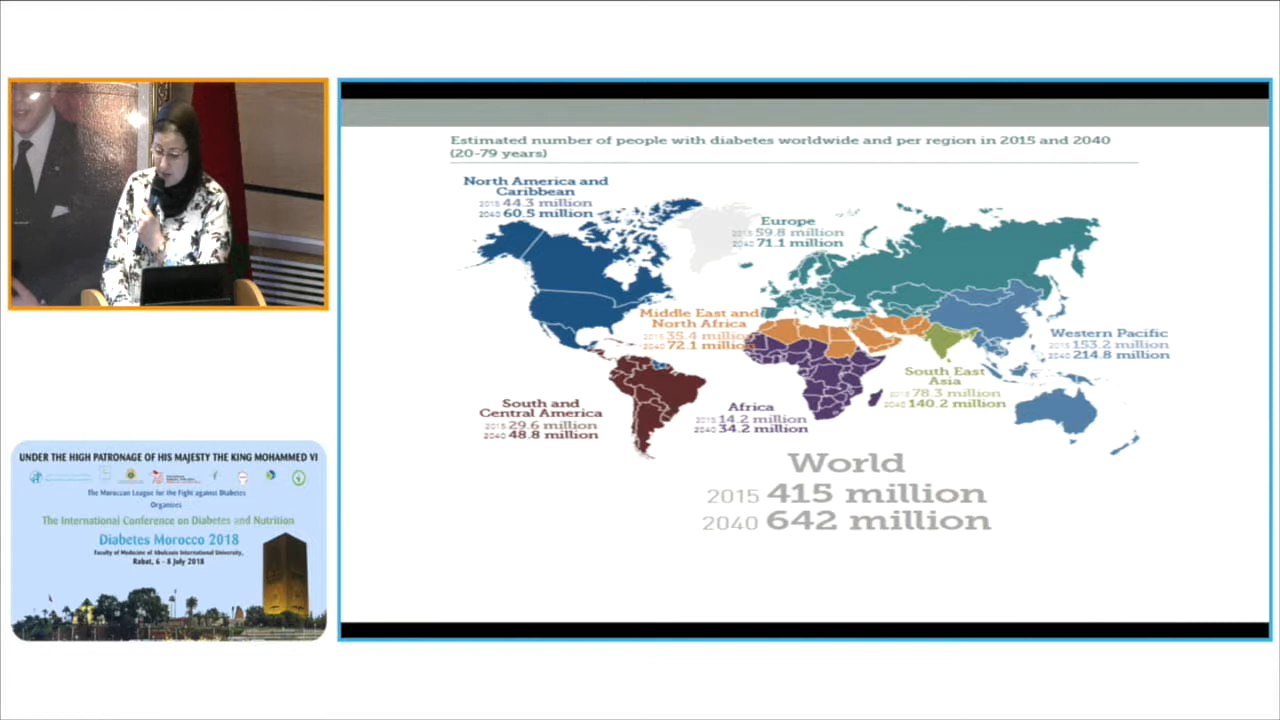 Estimated number of people with diabetes worldwide and per region in 2015 and 2040
(20-79 years)
North America and
Caribbean
2015 44.3 million
2040 60.5 million
Europe
2015 59.8 million
2040 71.1 million
Middle East and
North Africa
2015 35.4 million
2040 72.1 million
Western Pacific
2015 153.2 million
2040 214.8 million
South East
Asia
2015 78.3 million
2040 140.2 million
South and
Central America
2015 29.6 million
2040 48.8 million
Africa
2015 14.2 million
2040 34.2 million
World
2015 415 million
2040 642 million
UNDER THE HIGH PATRONAGE OF HIS MAJESTY THE KING MOHAMMED VI
The Moroccan League for the Fight against Diabetes
Organises
The International Conference on Diabetes and Nutrition
Diabetes Morocco 2018
Faculty of Medicine of Abulcasis International University,
Rabat, 6 - 8 July 2018